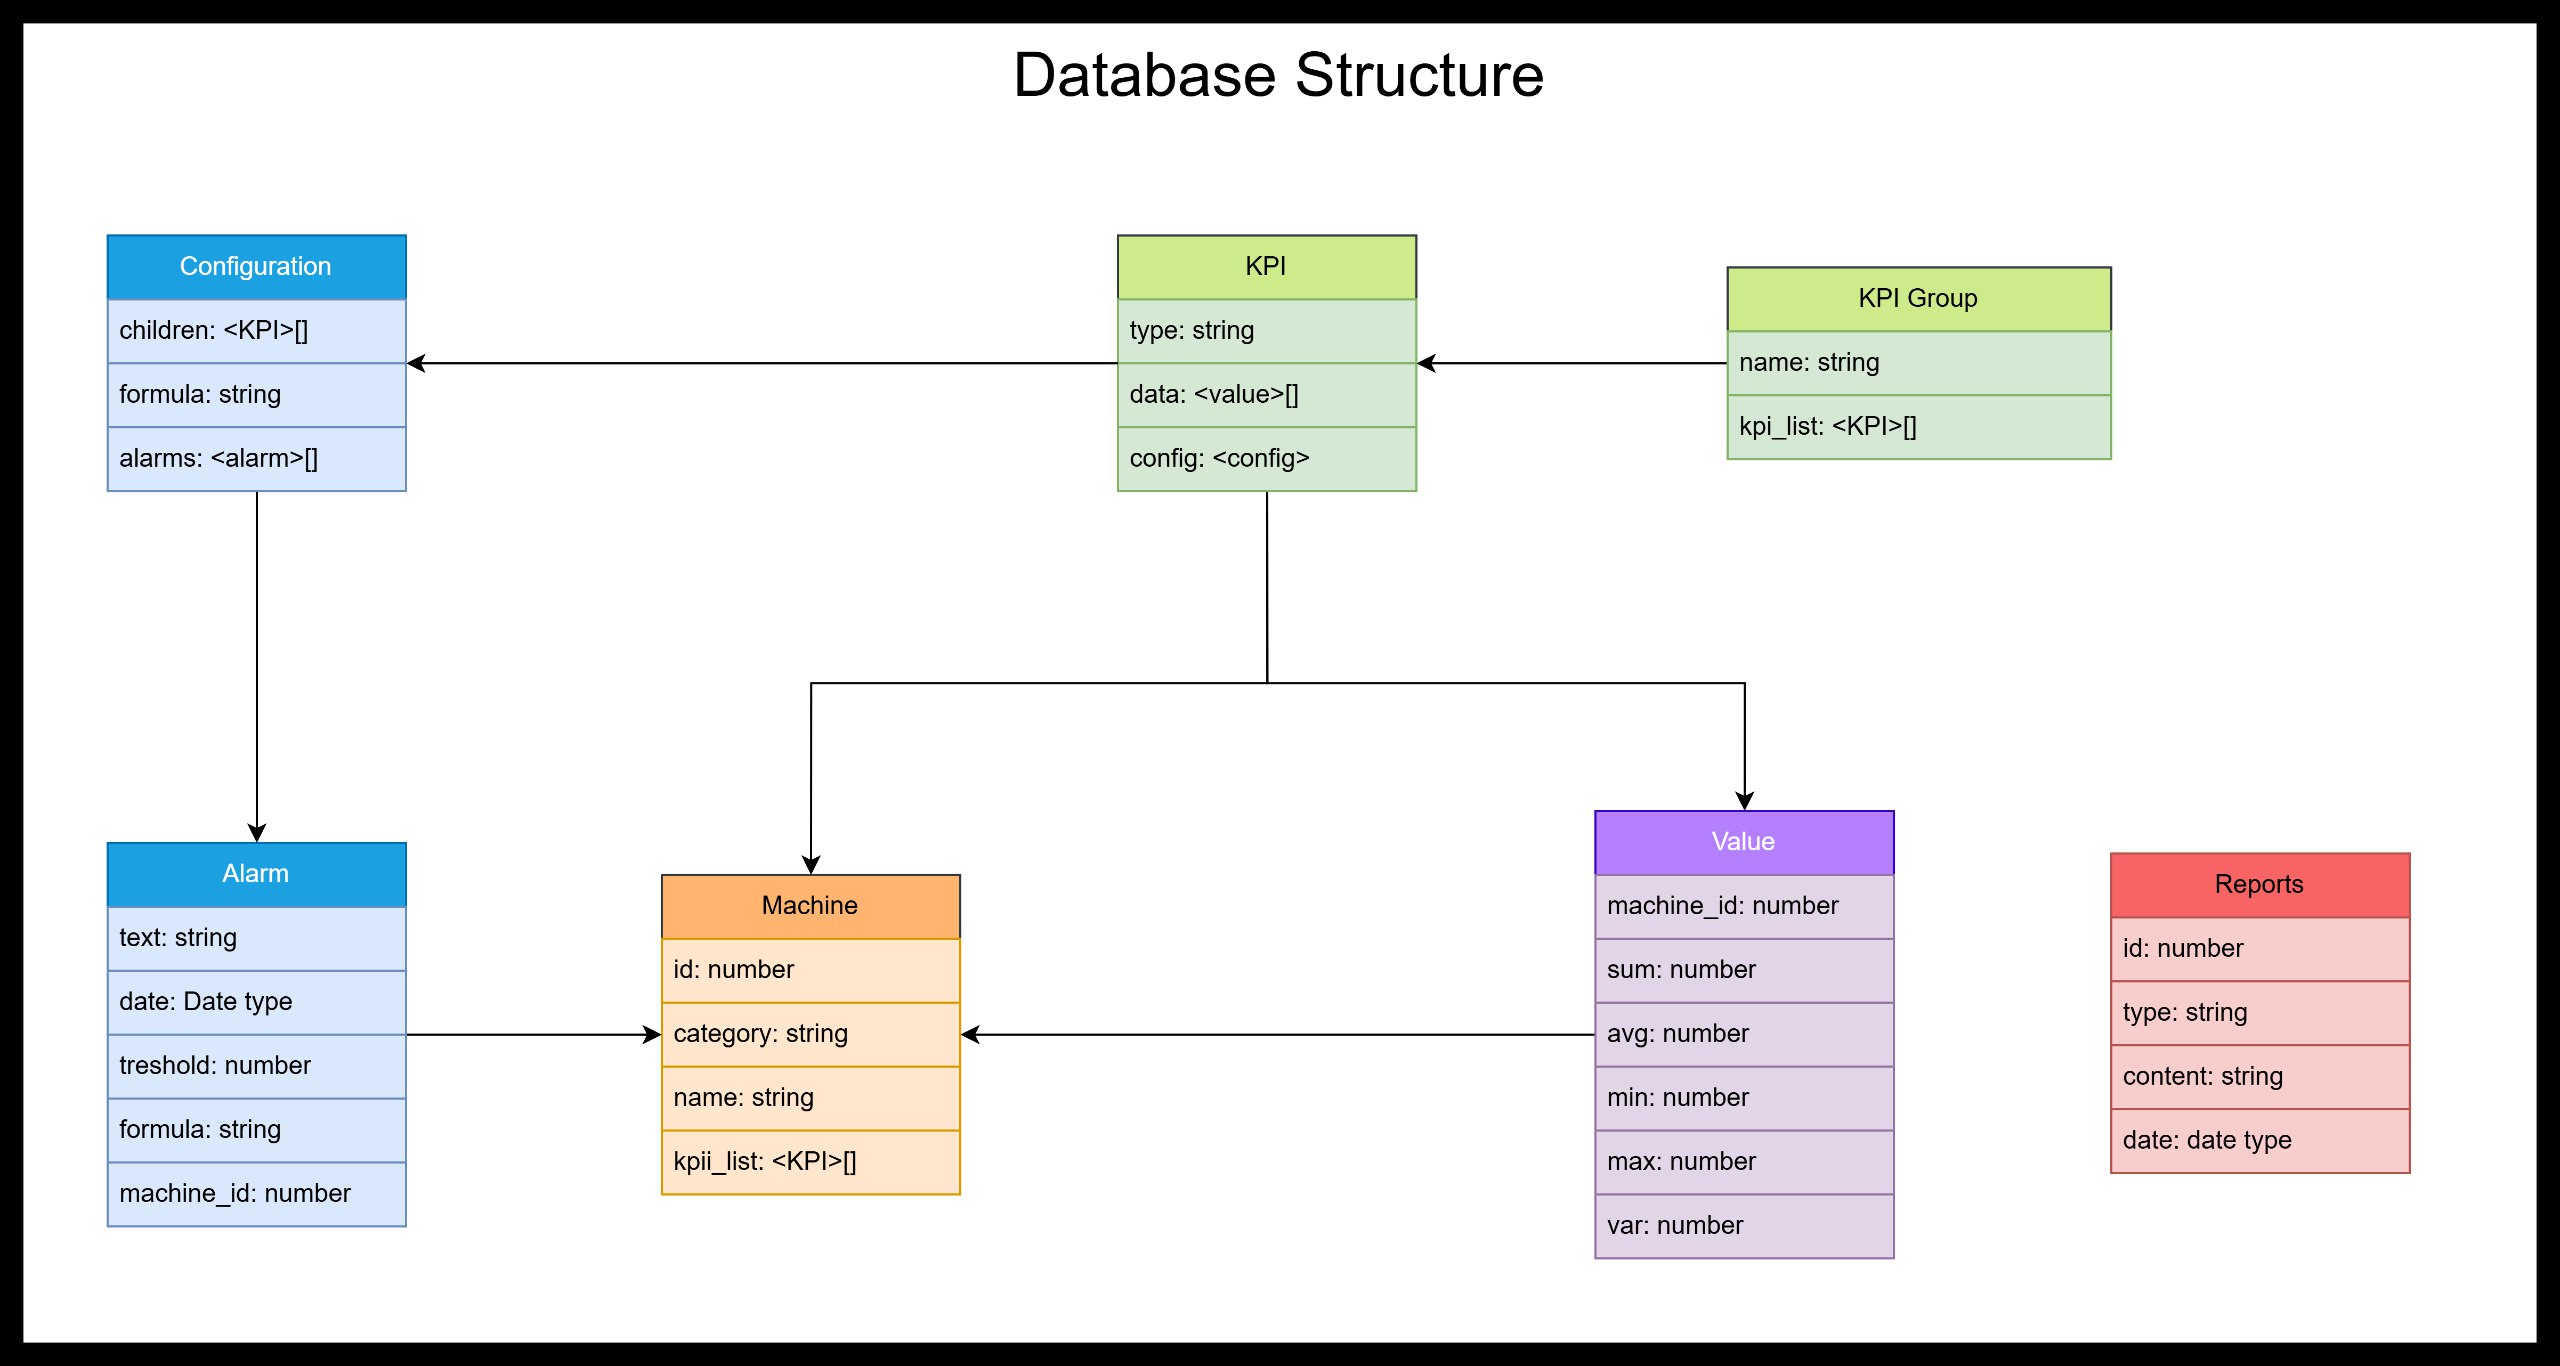 Database Structure
Configuration
children: <KPI>[]
formula: string
alarms: <alarm>[]
KPI
type: string
data: <value>[]
config: <config>
KPI Group
name: string
kpi_list: <KPI>[]
Alarm
text: string
date: Date type
treshold: number
formula: string
machine_id: number
Machine
id: number
category: string
name: string
kpii_list: <KPI>[]
Value
machine_id: number
sum: number
avg: number
min: number
max: number
var: number
Reports
id: number
type: string
content: string
date: date type